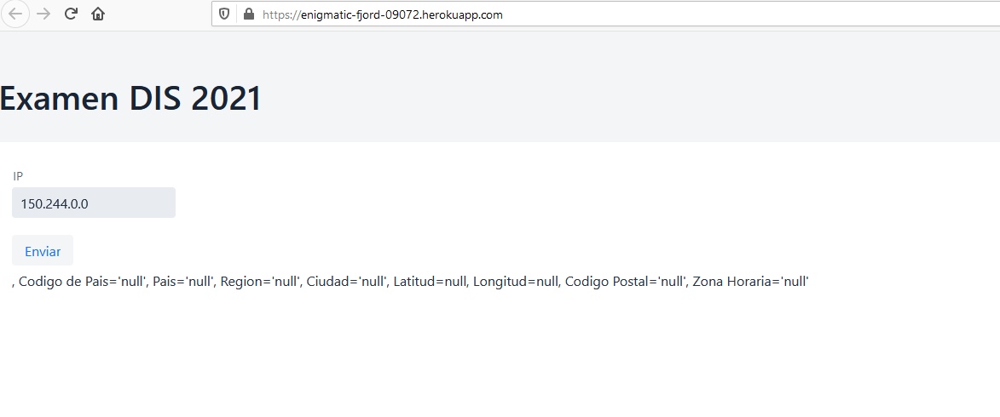 https://enigmatic-fjord-09072.herokuapp.com
Examen DIS 2021
IP
150.244.0.0
Enviar
, Codigo de Pais='null', Pais='null', Region='null', Ciudad='null', Latitud=null, Longitud=null, Codigo Postal='null', Zona Horaria='null'